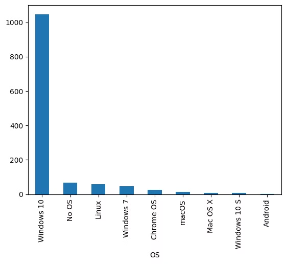 1000
800
600
400
200
0
Windows 10
No OS
Linux
Windows 7
Chrome OS
macOS
Mac OS X
Windows 10 S
Android
OS